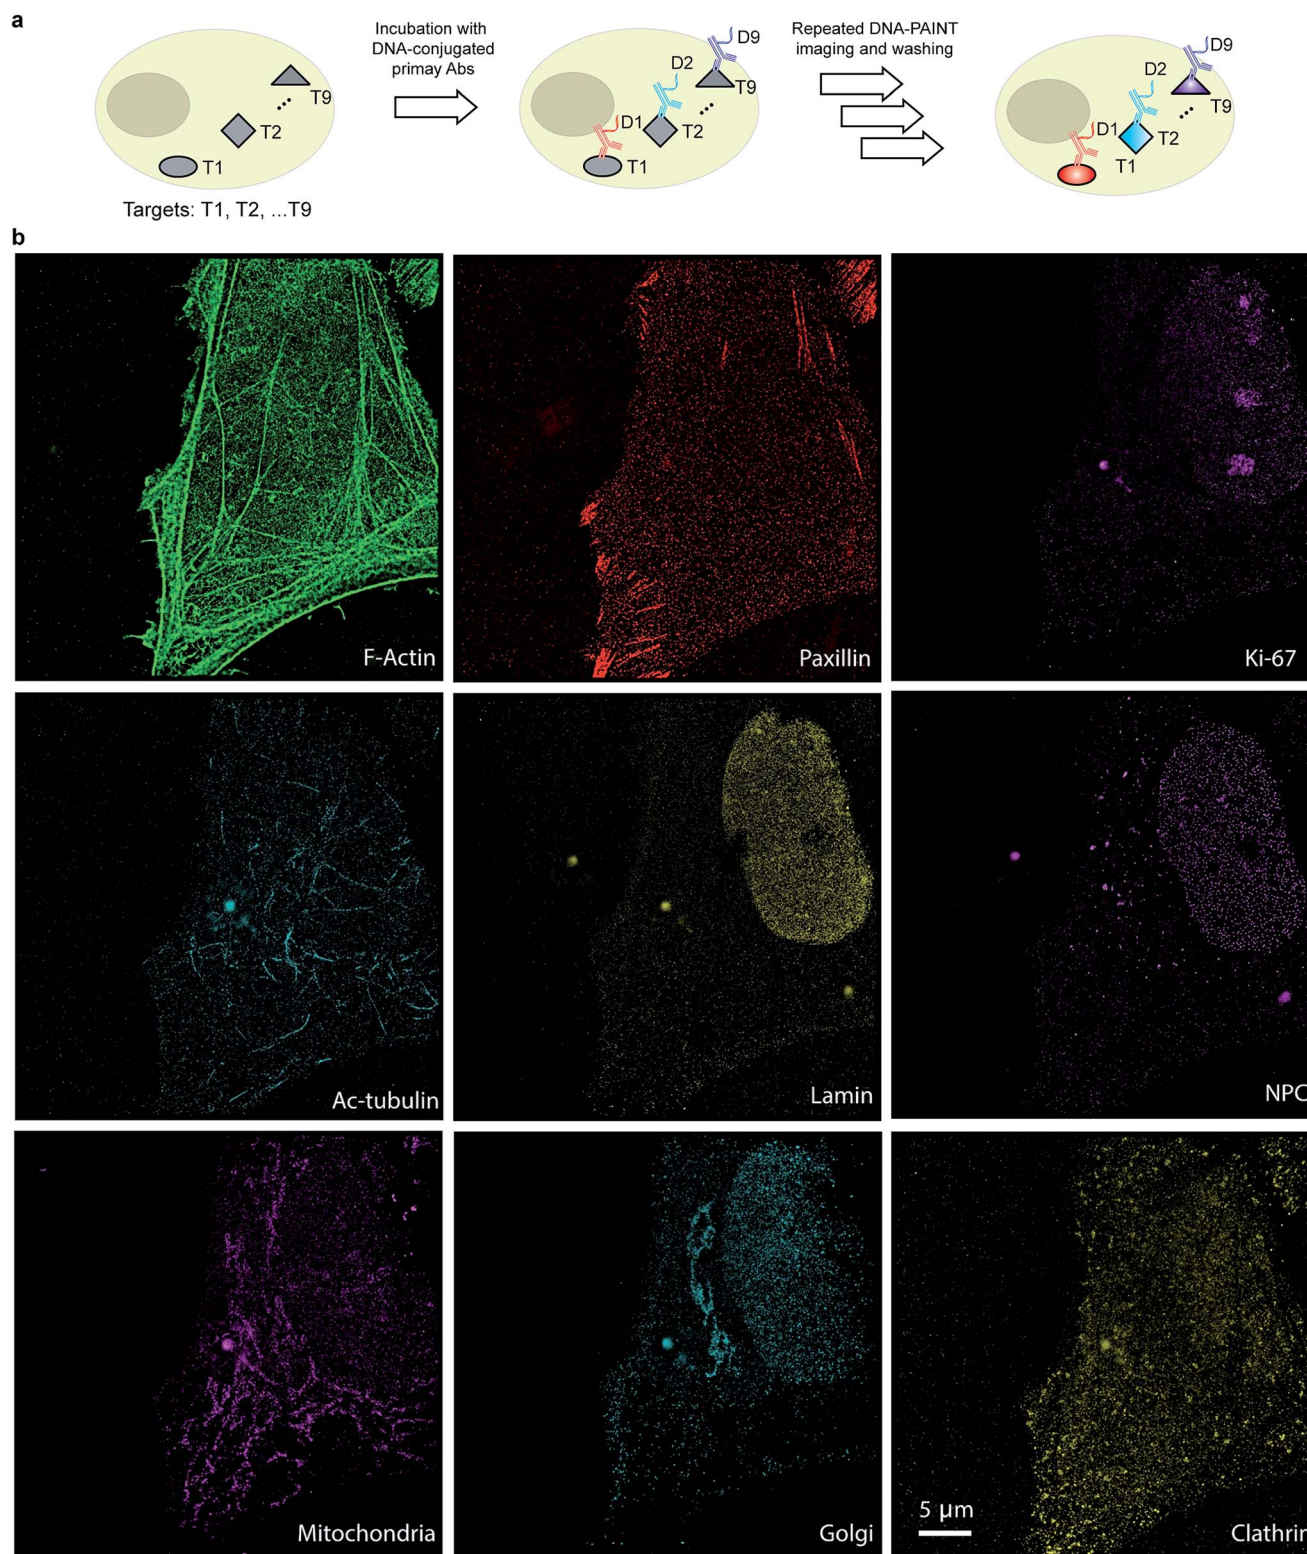 a
Incubation with
DNA-conjugated
primay Abs
Repeated DNA-PAINT
imaging and washing
T9
T2
T1
Targets: T1, T2, ...T9
D9
D2
T9
D1
T2
T1
D9
D2
T9
D1
T2
T1
b
F-Actin
Paxillin
Ki-67
Ac-tubulin
Lamin
NPC
Mitochondria
Golgi
5 μm
Clathrin